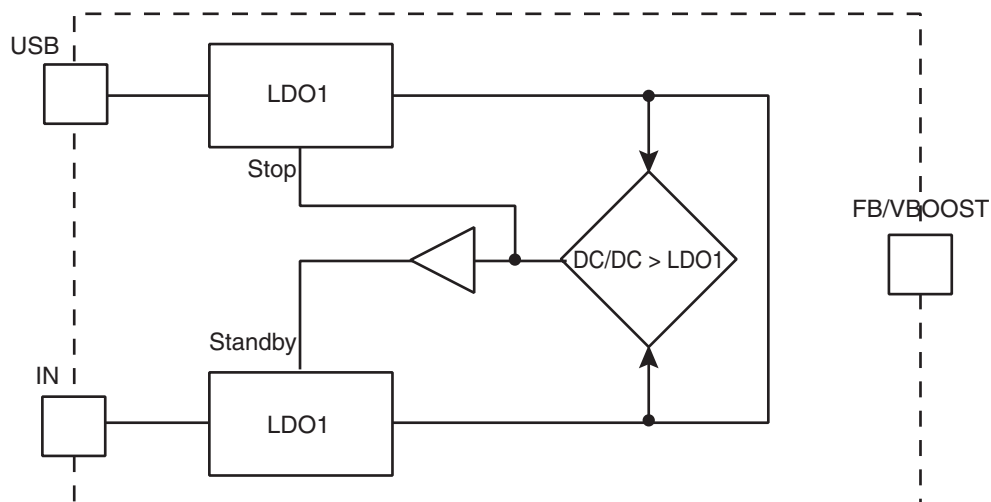 USB
LDO1
Stop
FB/VBOOST
DC/DC > LDO1
Standby
IN
LDO1